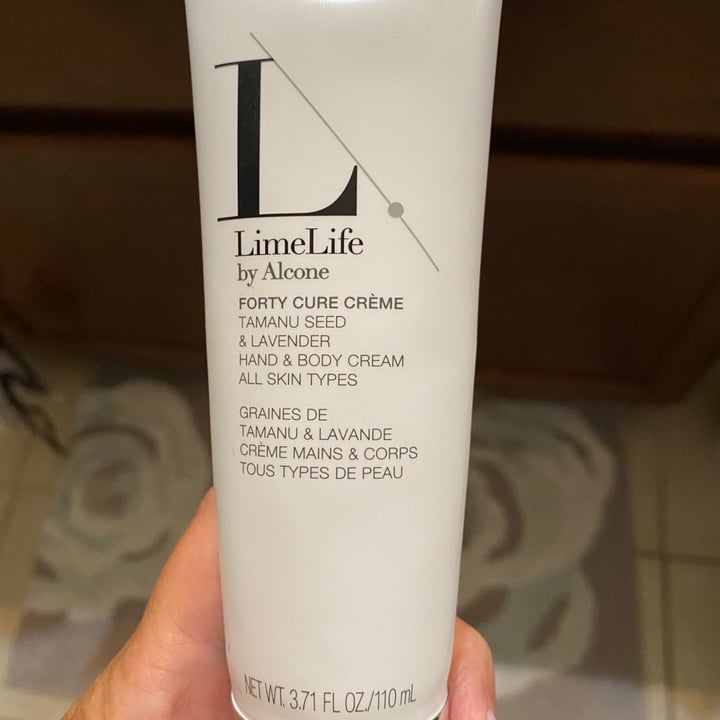 L
LimeLife
by Alcone
FORTY CURE CRÈME
TAMANU SEED
& LAVENDER
HAND & BODY CREAM
ALL SKIN TYPES
GRAINES DE
TAMANU & LAVANDE
CRÈME MAINS & CORPS
TOUS TYPES DE PEAU
NET WT. 3.71 FL OZ./110 mL